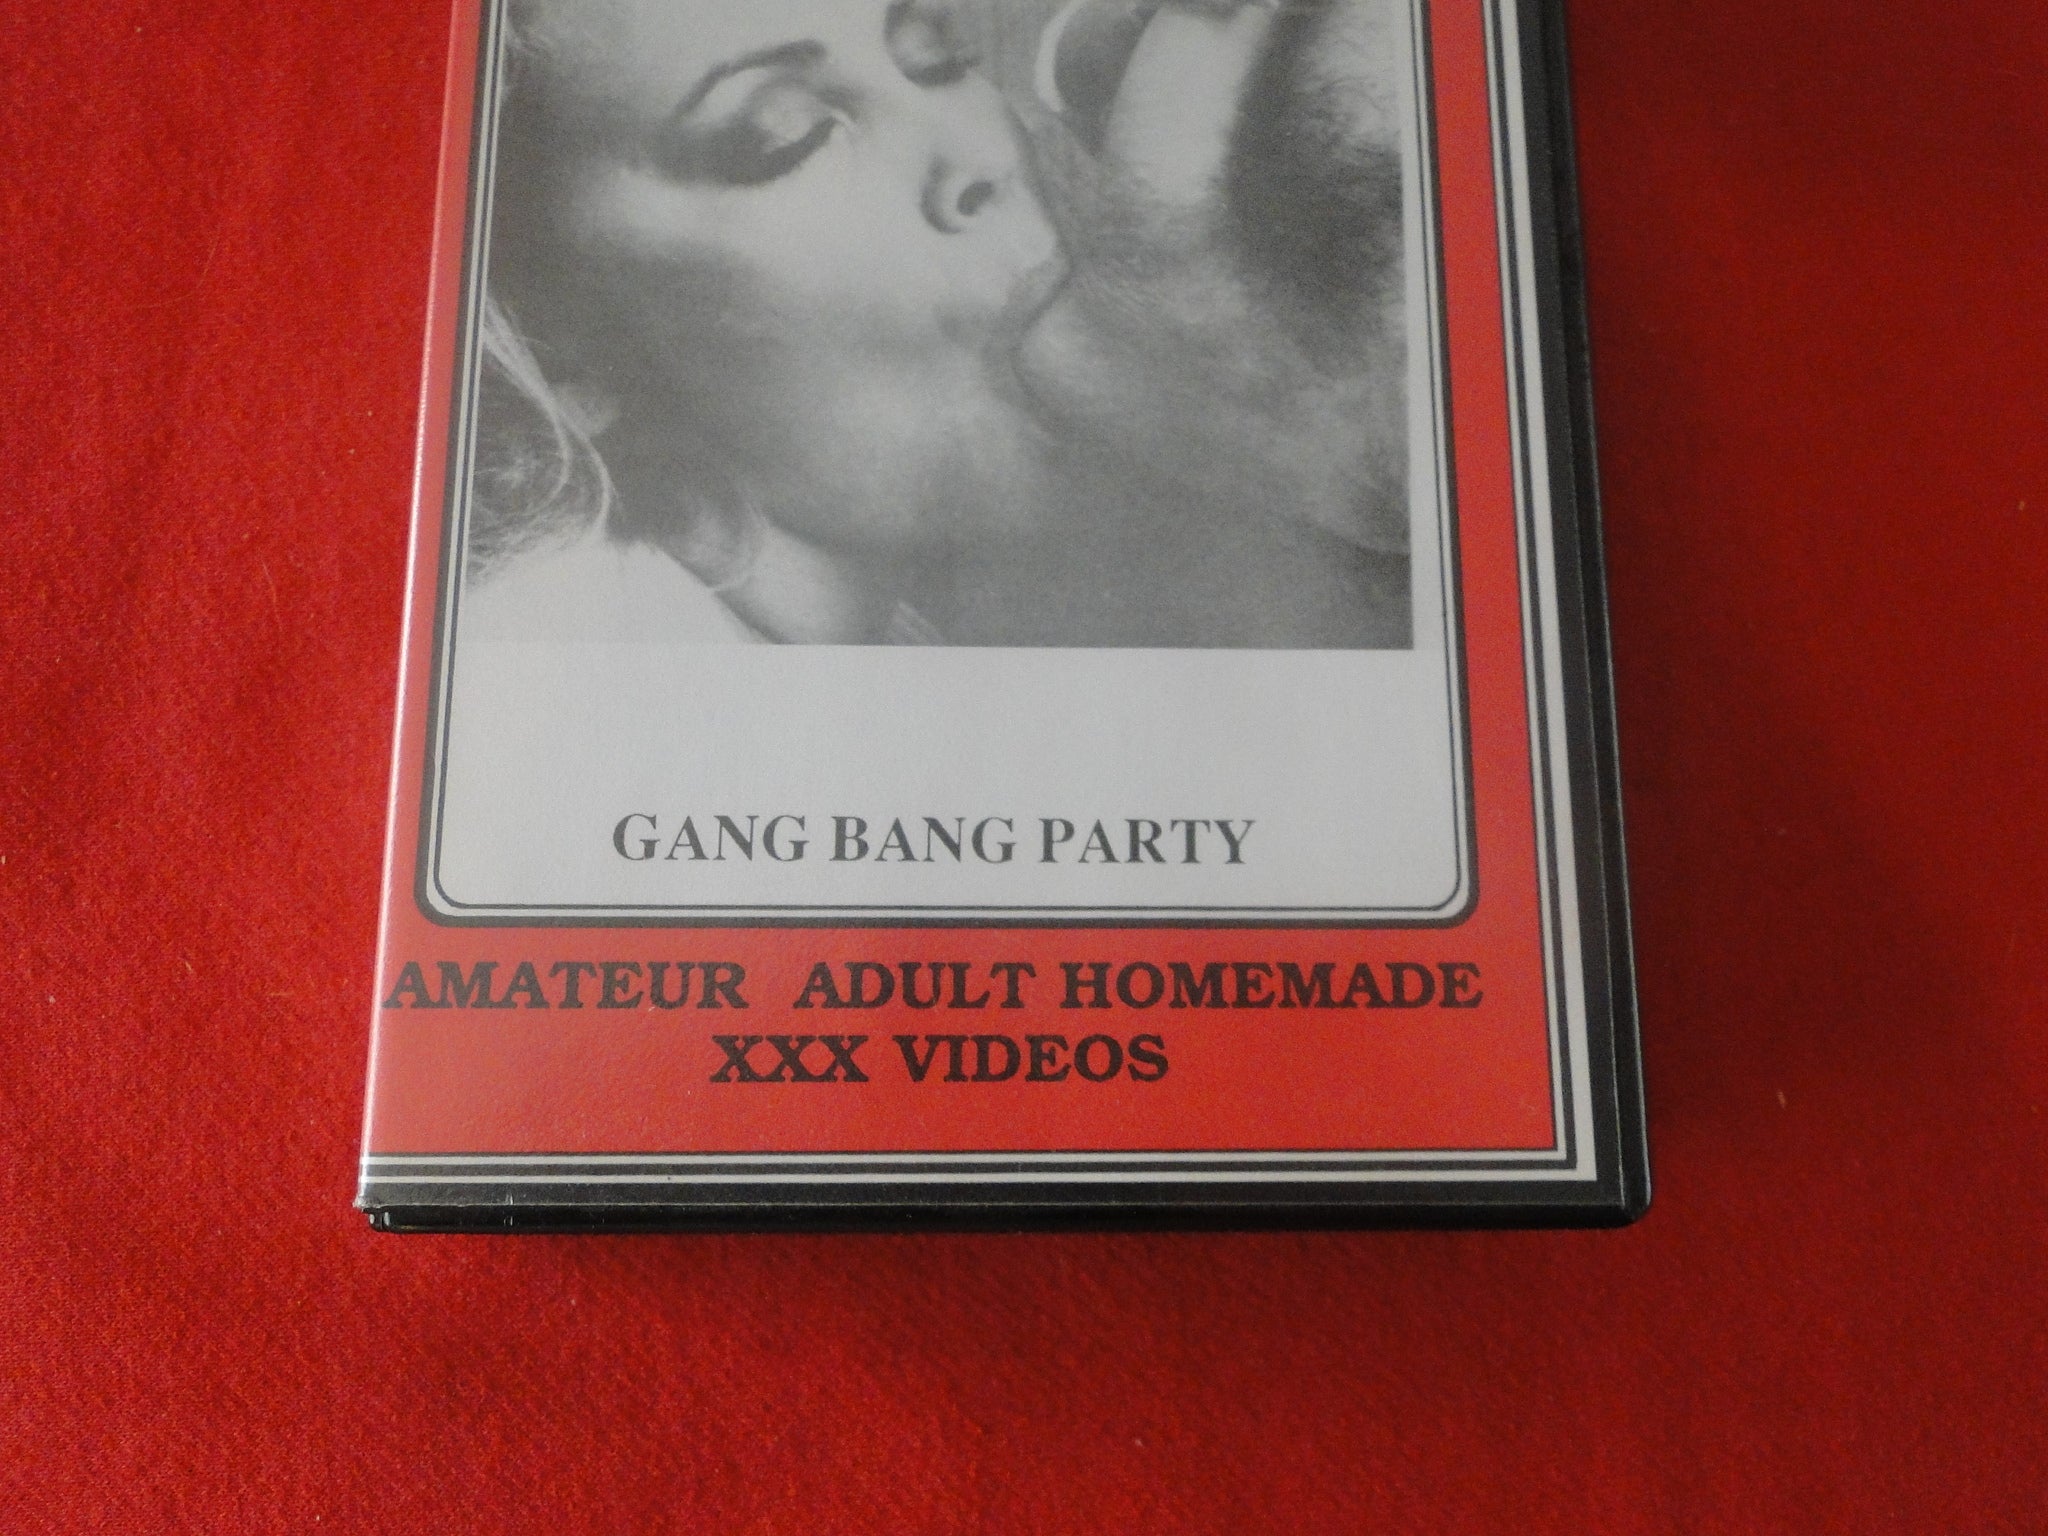 GANG BANG PARTY
AMATEUR ADULT HOMEMADE
XXX VIDEOS